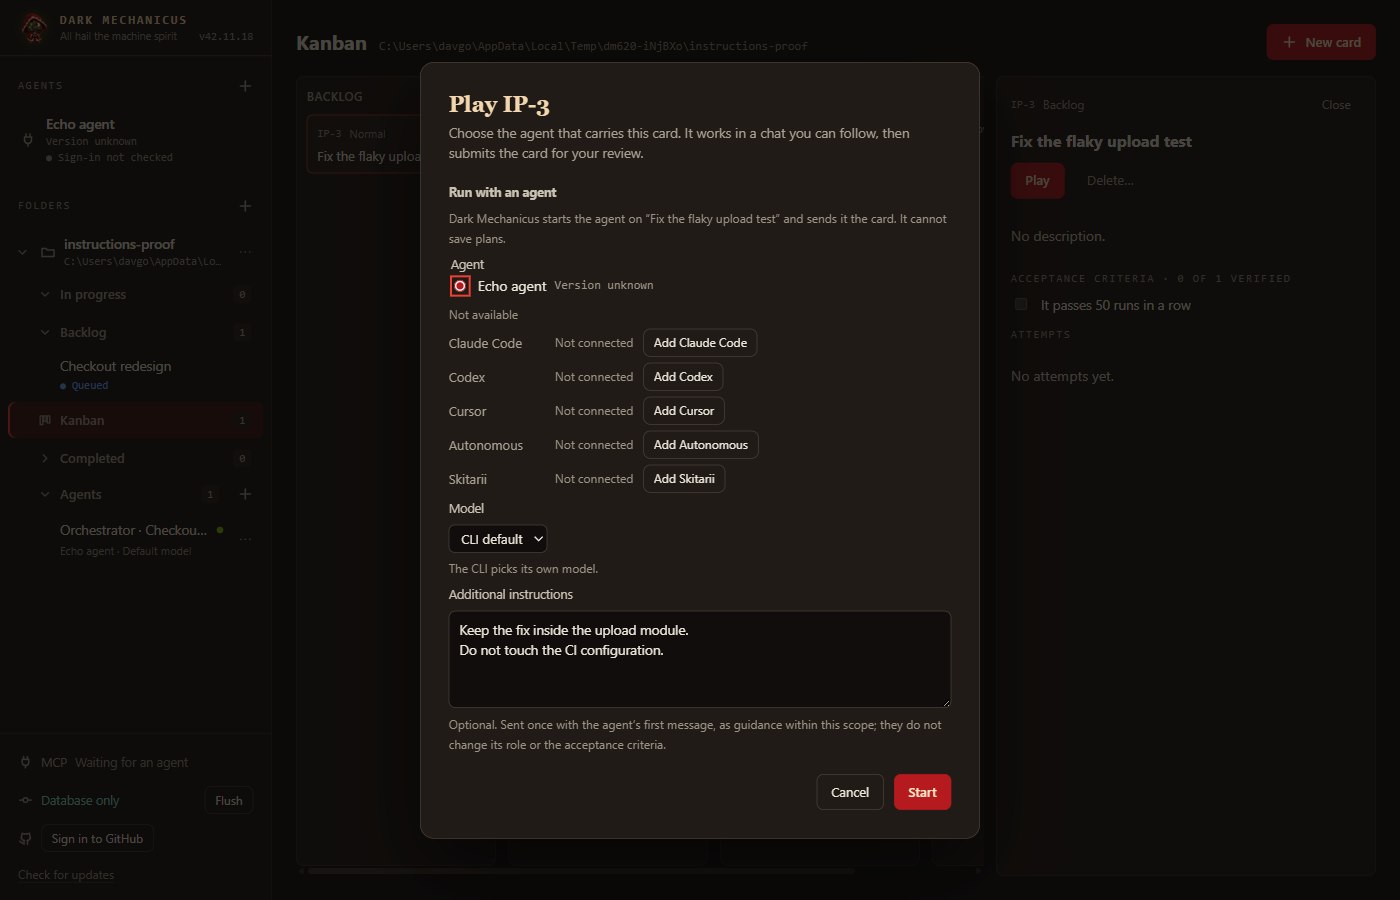 DARK MECHANICUS
All hail the machine spirit v42.11.18
AGENTS
Echo agent
Version unknown
Sign-in not checked
FOLDERS
instructions-proof
C:\Users\davgo\AppData\Lo...
In progress 0
Backlog 1
Checkout redesign
Queued
Kanban 1
Completed 0
Agents 1
Orchestrator · Checkou...
Echo agent · Default model
MCP Waiting for an agent
Database only Flush
Sign in to GitHub
Check for updates
Kanban C:\Users\davgo\AppData\Local\Temp\dm620-iNjBXo\instructions-proof
New card
BACKLOG
IP-3 Normal
Fix the flaky uploa
Play IP-3
Choose the agent that carries this card. It works in a chat you can follow, then
submits the card for your review.
Run with an agent
Dark Mechanicus starts the agent on “Fix the flaky upload test” and sends it the card. It cannot
save plans.
Agent
Echo agent Version unknown
Not available
Claude Code Not connected Add Claude Code
Codex Not connected Add Codex
Cursor Not connected Add Cursor
Autonomous Not connected Add Autonomous
Skitarii Not connected Add Skitarii
Model
CLI default
The CLI picks its own model.
Additional instructions
Keep the fix inside the upload module.
Do not touch the CI configuration.
Optional. Sent once with the agent’s first message, as guidance within this scope; they do not
change its role or the acceptance criteria.
Cancel Start
IP-3 Backlog Close
Fix the flaky upload test
Play Delete...
No description.
ACCEPTANCE CRITERIA · 0 OF 1 VERIFIED
It passes 50 runs in a row
ATTEMPTS
No attempts yet.